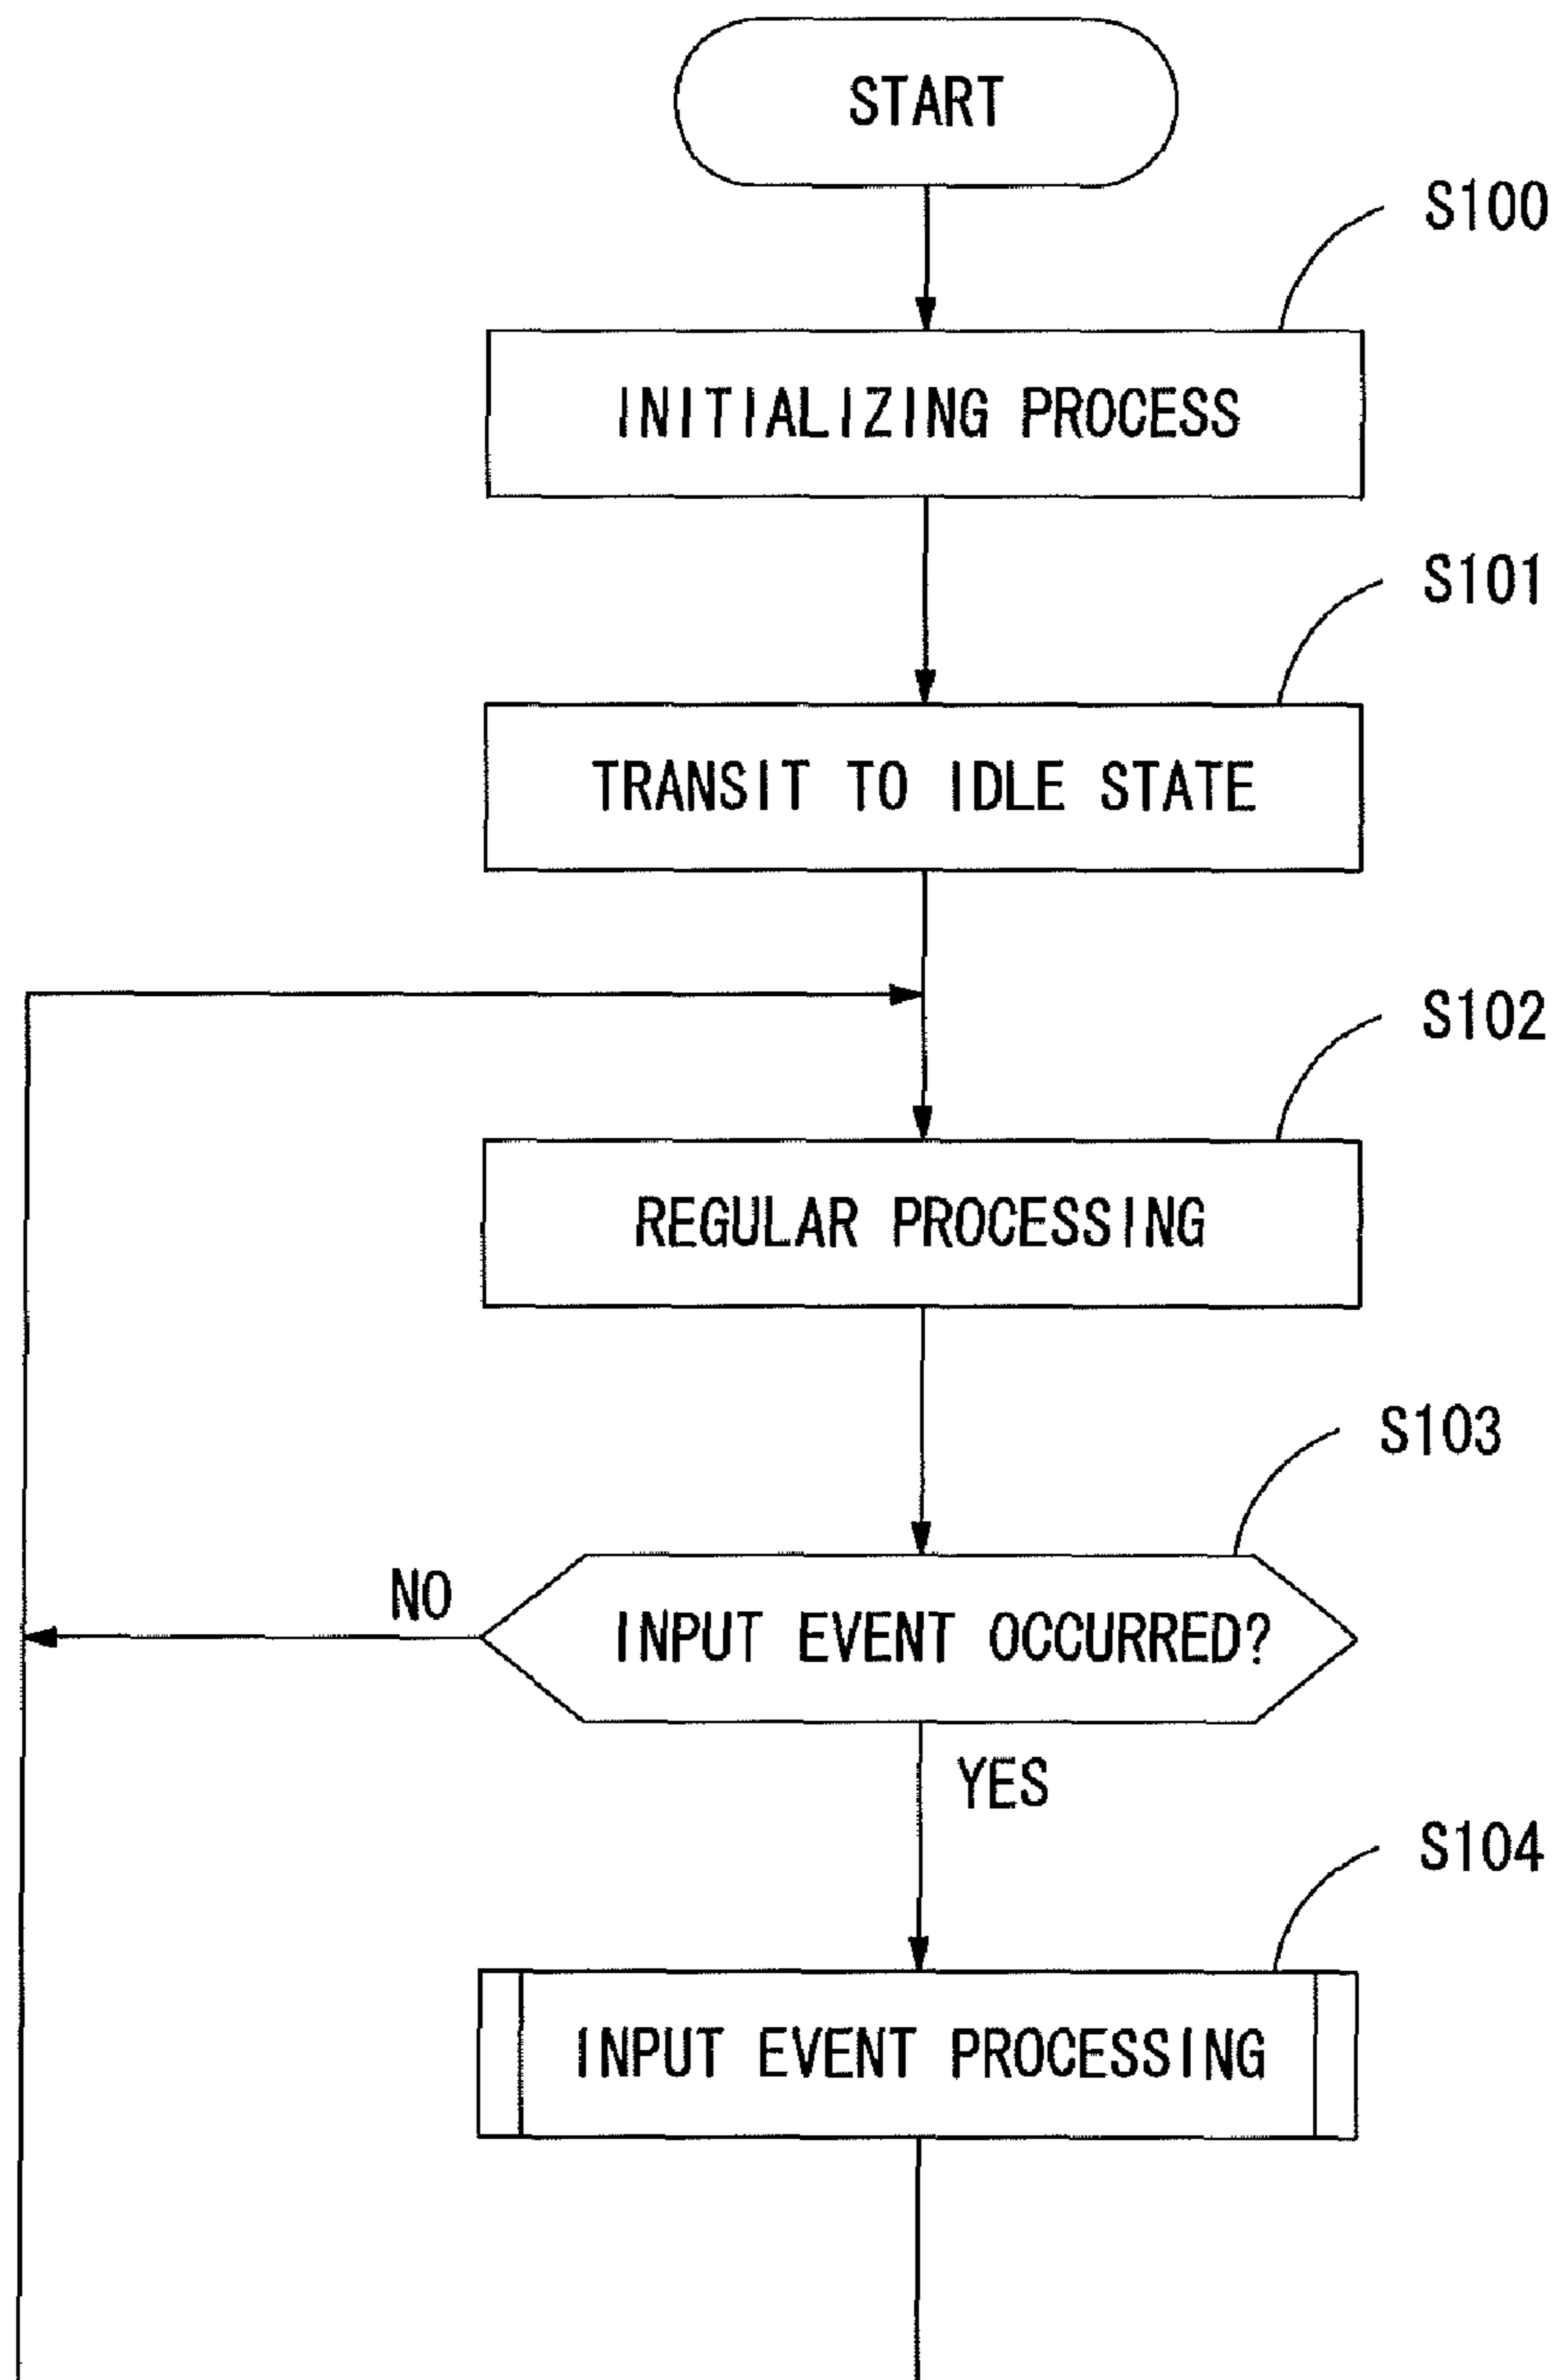 START
S100
INITIALIZING PROCESS
S101
TRANSIT TO IDLE STATE
S102
REGULAR PROCESSING
S103
NO
INPUT EVENT OCCURRED?
YES
S104
INPUT EVENT PROCESSING